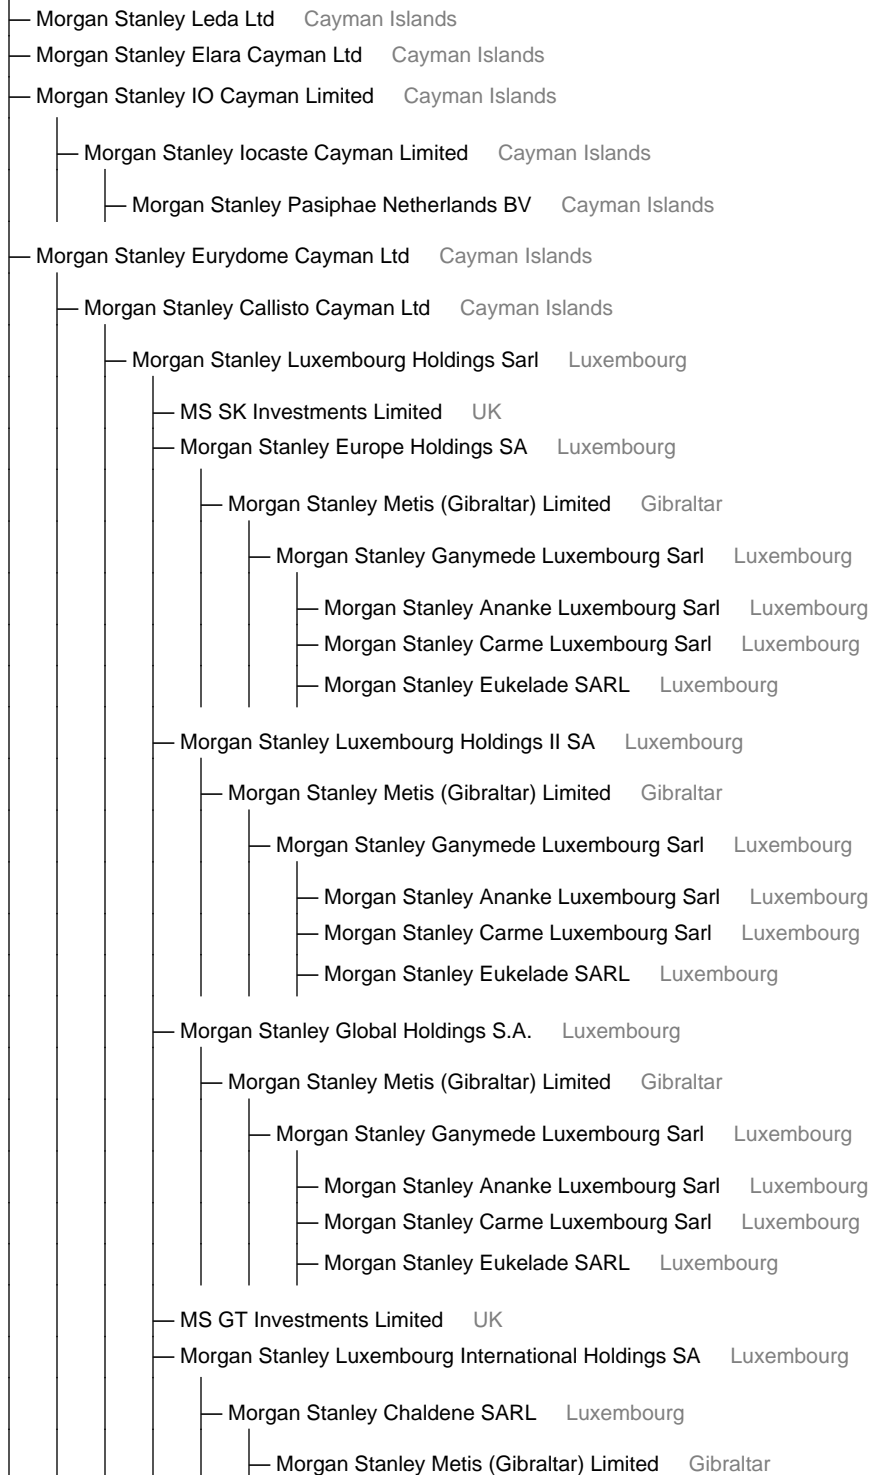 Morgan Stanley Leda Ltd Cayman Islands
Morgan Stanley Elara Cayman Ltd Cayman Islands
Morgan Stanley IO Cayman Limited Cayman Islands
Morgan Stanley Iocaste Cayman Limited Cayman Islands
Morgan Stanley Pasiphae Netherlands BV Cayman Islands
Morgan Stanley Eurydome Cayman Ltd Cayman Islands
Morgan Stanley Callisto Cayman Ltd Cayman Islands
Morgan Stanley Luxembourg Holdings Sarl Luxembourg
MS SK Investments Limited UK
Morgan Stanley Europe Holdings SA Luxembourg
Morgan Stanley Metis (Gibraltar) Limited Gibraltar
Morgan Stanley Ganymede Luxembourg Sarl Luxembourg
Morgan Stanley Ananke Luxembourg Sarl Luxembourg
Morgan Stanley Carme Luxembourg Sarl Luxembourg
Morgan Stanley Eukelade SARL Luxembourg
Morgan Stanley Luxembourg Holdings II SA Luxembourg
Morgan Stanley Metis (Gibraltar) Limited Gibraltar
Morgan Stanley Ganymede Luxembourg Sarl Luxembourg
Morgan Stanley Ananke Luxembourg Sarl Luxembourg
Morgan Stanley Carme Luxembourg Sarl Luxembourg
Morgan Stanley Eukelade SARL Luxembourg
Morgan Stanley Global Holdings S.A. Luxembourg
Morgan Stanley Metis (Gibraltar) Limited Gibraltar
Morgan Stanley Ganymede Luxembourg Sarl Luxembourg
Morgan Stanley Ananke Luxembourg Sarl Luxembourg
Morgan Stanley Carme Luxembourg Sarl Luxembourg
Morgan Stanley Eukelade SARL Luxembourg
MS GT Investments Limited UK
Morgan Stanley Luxembourg International Holdings SA Luxembourg
Morgan Stanley Chaldene SARL Luxembourg
Morgan Stanley Metis (Gibraltar) Limited Gibraltar